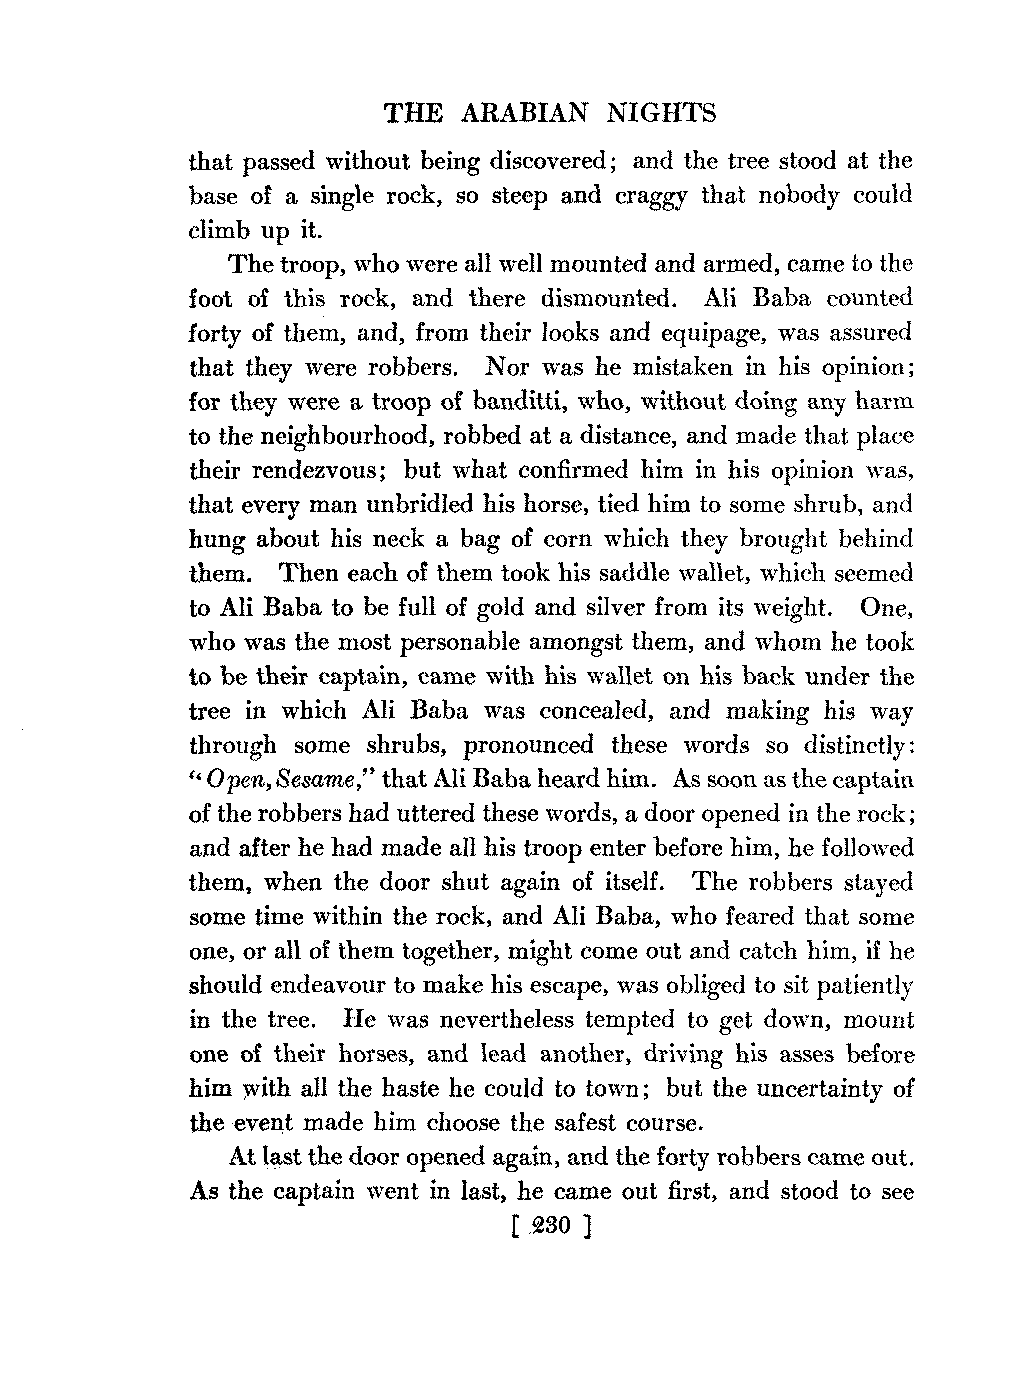 THE ARABIAN NIGHTS
that passed without being discovered; and the tree stood at the
base of a single rock, so steep and craggy that nobody could
climb up it.
The troop, who were all well mounted and armed, came to the
foot of this rock, and there dismounted. Ali Baba counted
forty of them, and, from their looks and equipage, was assured
that they were robbers. Nor was he mistaken in his opinion;
for they were a troop of banditti, who, without doing any harm
to the neighbourhood, robbed at a distance, and made that place
their rendezvous; but what confirmed him in his opinion was,
that every man unbridled his horse, tied him to some shrub, and
hung about his neck a bag of corn which they brought behind
them. Then each of them took his saddle wallet, which seemed
to Ali Baba to be full of gold and silver from its weight. One,
who was the most personable amongst them, and whom he took
to be their captain, came with his wallet on his back under the
tree in which Ali Baba was concealed, and making his way
through some shrubs, pronounced these words so distinctly:
“Open, Sesame,” that Ali Baba heard him. As soon as the captain
of the robbers had uttered these words, a door opened in the rock;
and after he had made all his troop enter before him, he followed
them, when the door shut again of itself. The robbers stayed
some time within the rock, and Ali Baba, who feared that some
one, or all of them together, might come out and catch him, if he
should endeavour to make his escape, was obliged to sit patiently
in the tree. He was nevertheless tempted to get down, mount
one of their horses, and lead another, driving his asses before
him with all the haste he could to town; but the uncertainty of
the event made him choose the safest course.
At last the door opened again, and the forty robbers came out.
As the captain went in last, he came out first, and stood to see
[ 230 ]